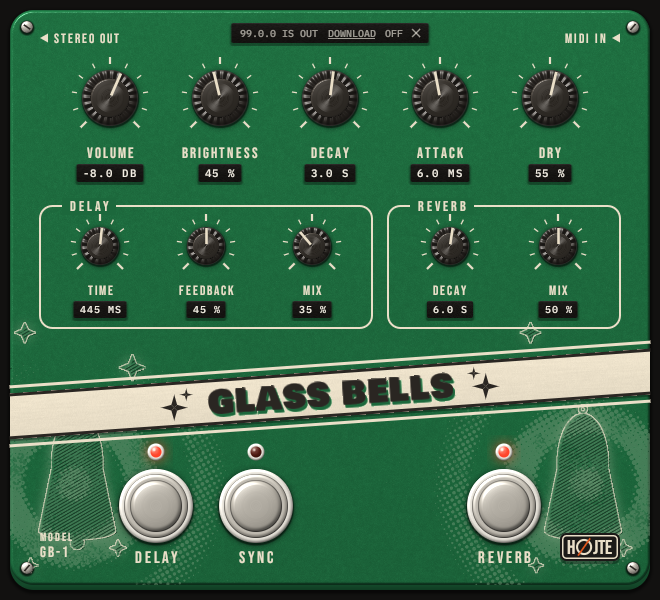 STEREO OUT
99.0.0 IS OUT DOWNLOAD OFF
MIDI IN
VOLUME BRIGHTNESS DECAY ATTACK DRY
-8.0 DB 45 % 3.0 S 6.0 MS 55 %
DELAY REVERB
TIME FEEDBACK MIX DECAY MIX
445 MS 45 % 35 % 6.0 S 50 %
GLASS BELLS
MODEL
GB-1
DELAY SYNC REVERB
HØJTE